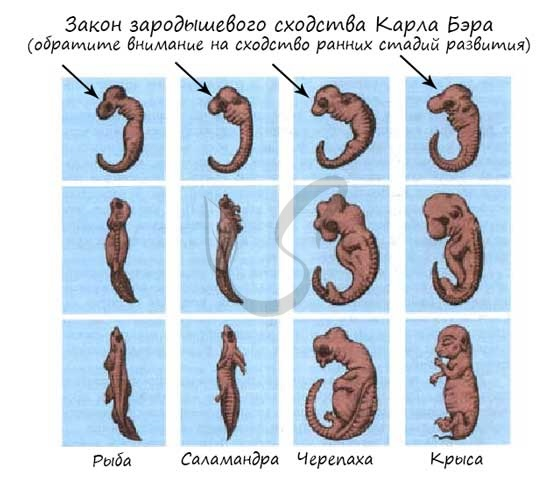 Закон зародышевого сходства Карла Бэра
(обратите внимание на сходство ранних стадий развития)
Рыба Саламандра Черепаха Крыса